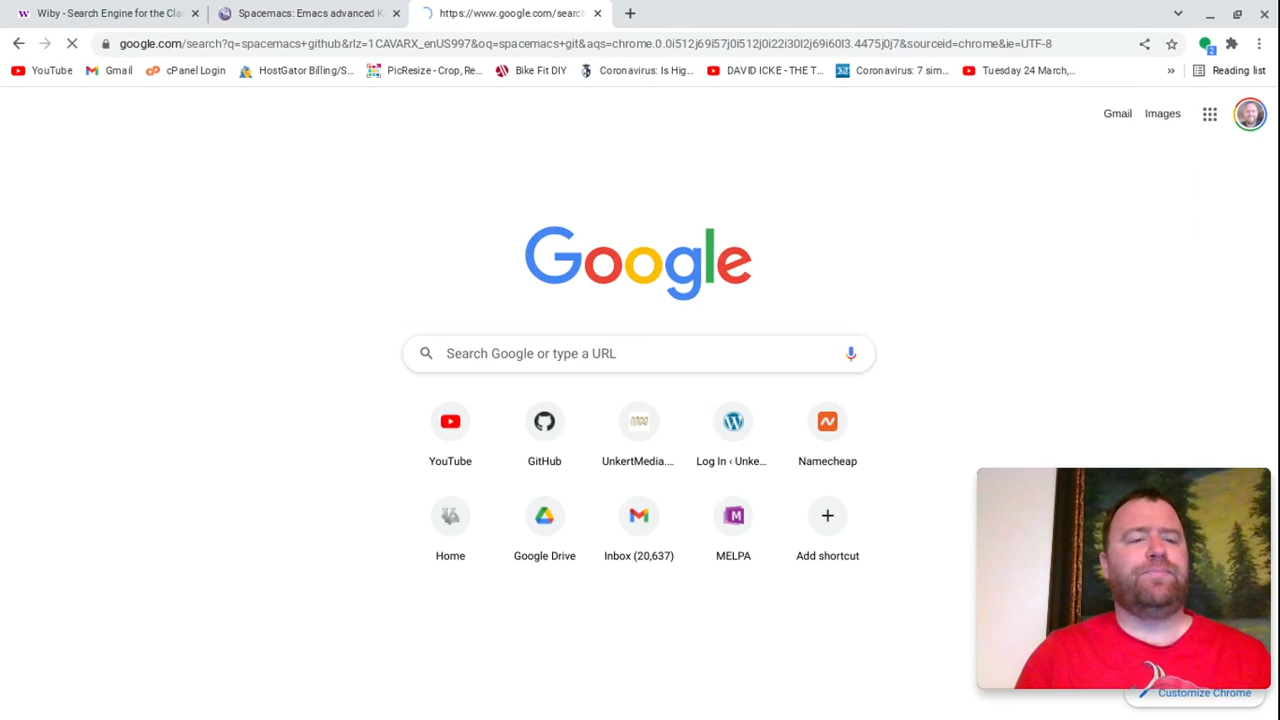 Wiby - Search Engine for the Cla
Spacemacs: Emacs advanced K
https://www.google.com/search
google.com/search?q=spacemacs+github&rlz=1CAVARX_enUS997&oq=spacemacs+git&aqs=chrome.0.0i512j69i57j0i512j0i22i30l2j69i60l3.4475j0j7&sourceid=chrome&ie=UTF-8
2
YouTube
Gmail
cPanel Login
HostGator Billing/S...
PicResize - Crop, Re...
Bike Fit DIY
Coronavirus: Is Hig...
DAVID ICKE - THE T...
Coronavirus: 7 sim...
Tuesday 24 March,...
»
Reading list
Gmail
Images
Google
Search Google or type a URL
YouTube
GitHub
UnkertMedia....
Log In ‹ Unke...
Namecheap
Home
Google Drive
Inbox (20,637)
MELPA
Add shortcut
Customize Chrome